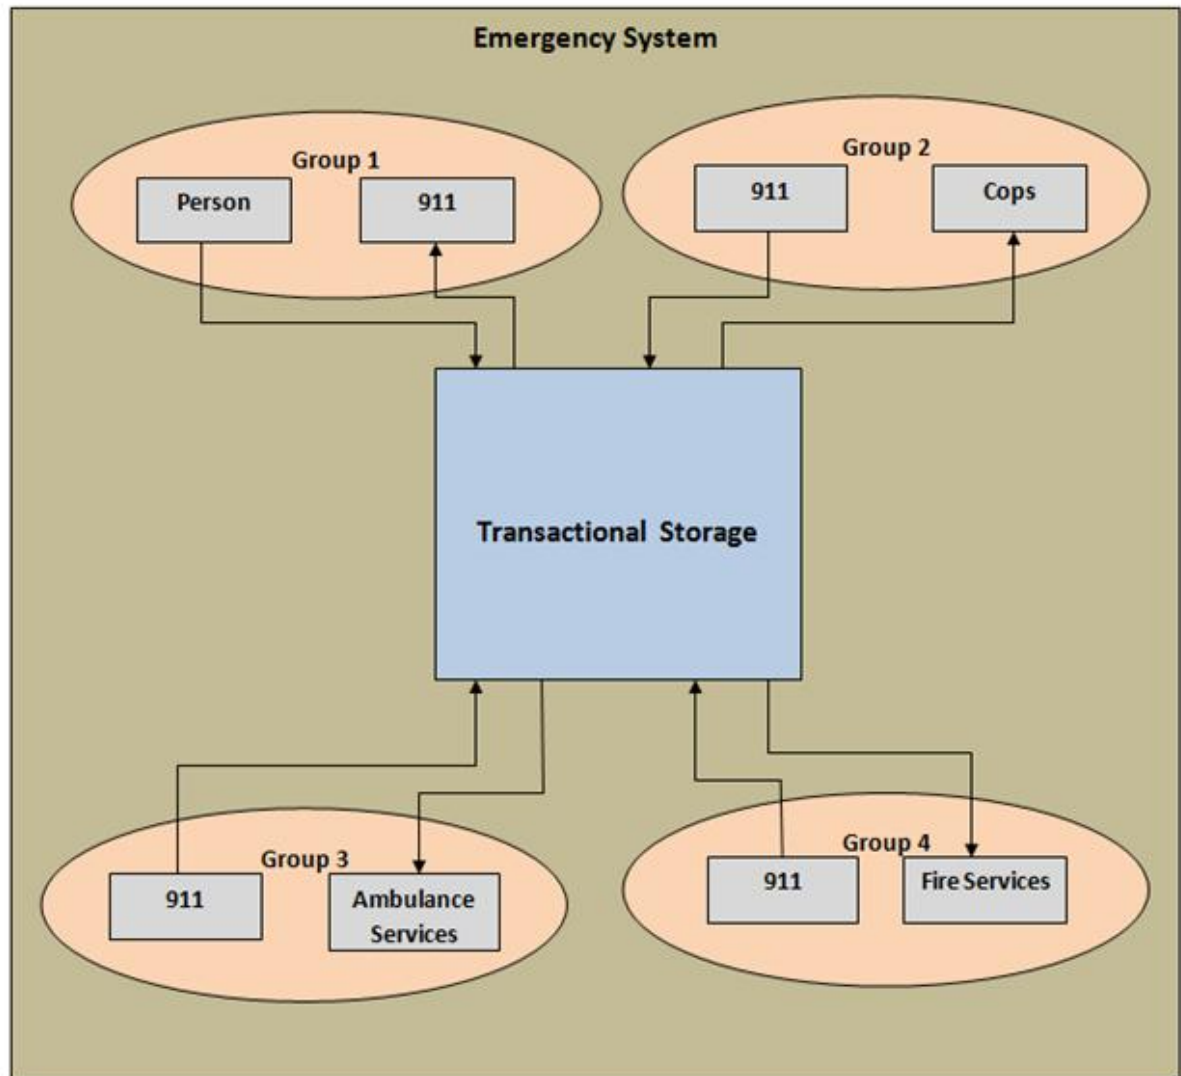 Emergency System
Group 1
Person
911
Group 2
911
Cops
Transactional Storage
Group 3
911
Ambulance
Services
Group 4
911
Fire Services